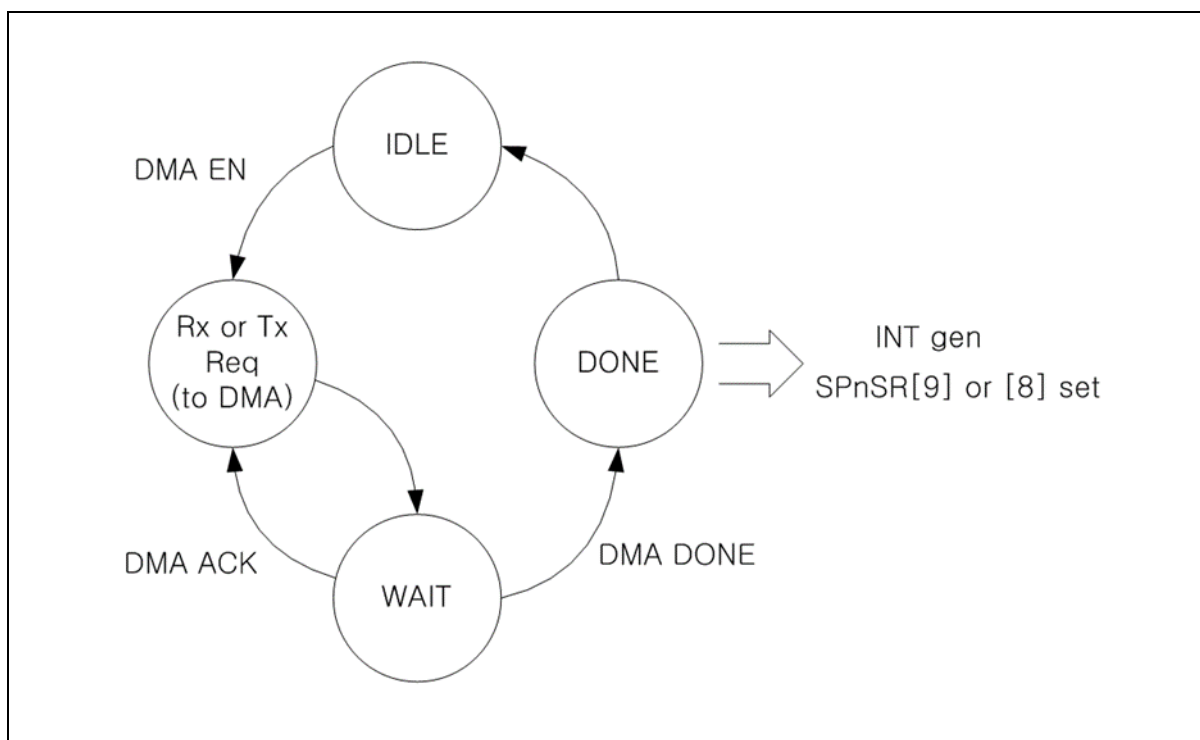 IDLE
DMA EN
Rx or Tx
Req
(to DMA)
DONE
INT gen
SPnSR[9] or [8] set
DMA ACK
DMA DONE
WAIT